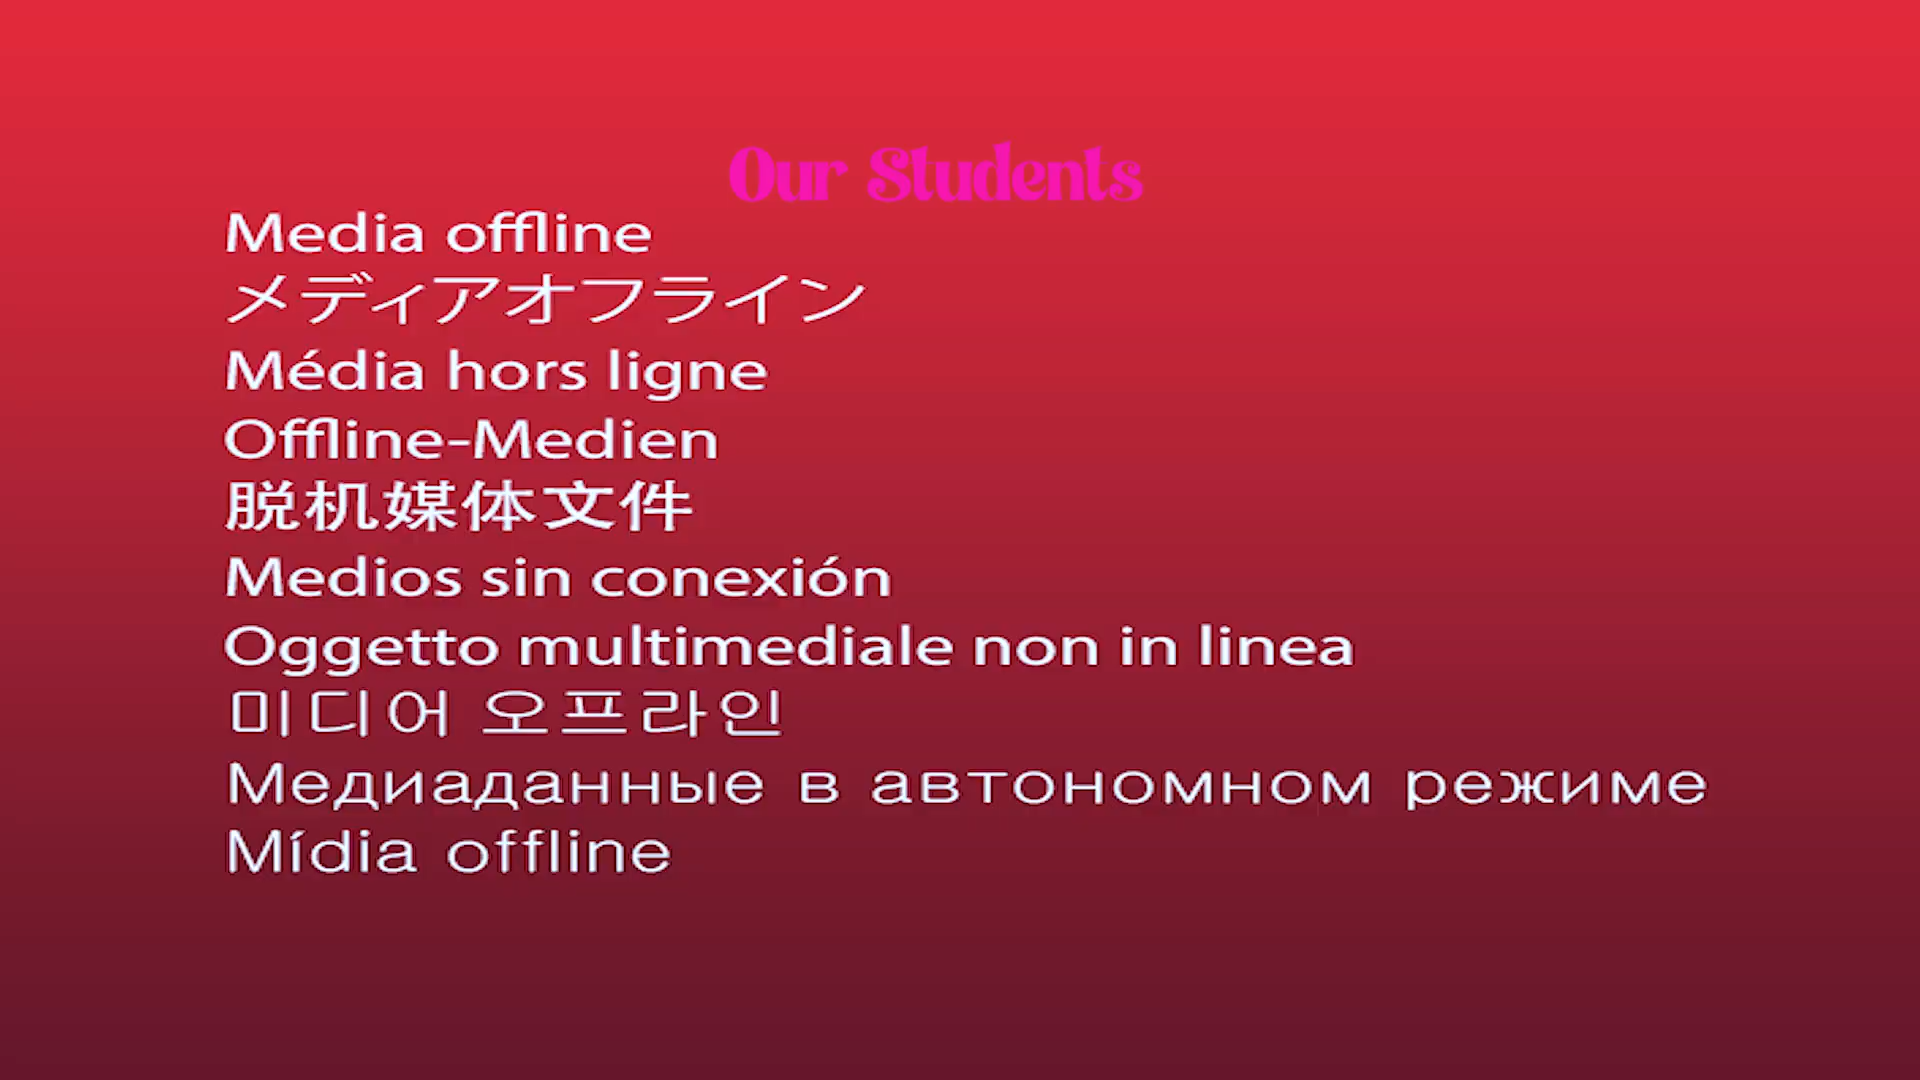 Our Students
Media offline
メディアオフライン
Média hors ligne
Offline-Medien
脱机媒体文件
Medios sin conexión
Oggetto multimediale non in linea
미디어 오프라인
Медиаданные в автономном режиме
Mídia offline